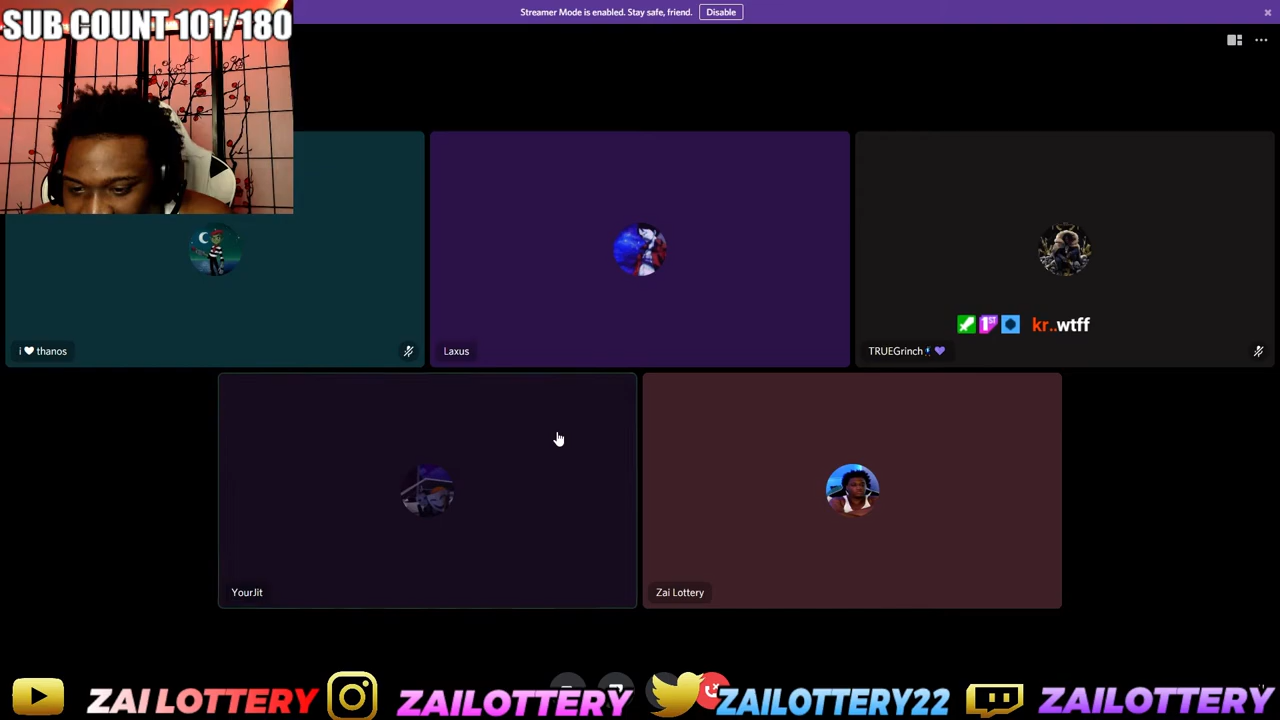 Streamer Mode is enabled. Stay safe, friend. Disable
SUB COUNT 101/180
i 🤍 thanos
Laxus
kr..wtff
TRUEGrinch
YourJit
Zai Lottery
ZAI LOTTERY
ZAILOTTERY
ZAILOTTERY22
ZAILOTTERY